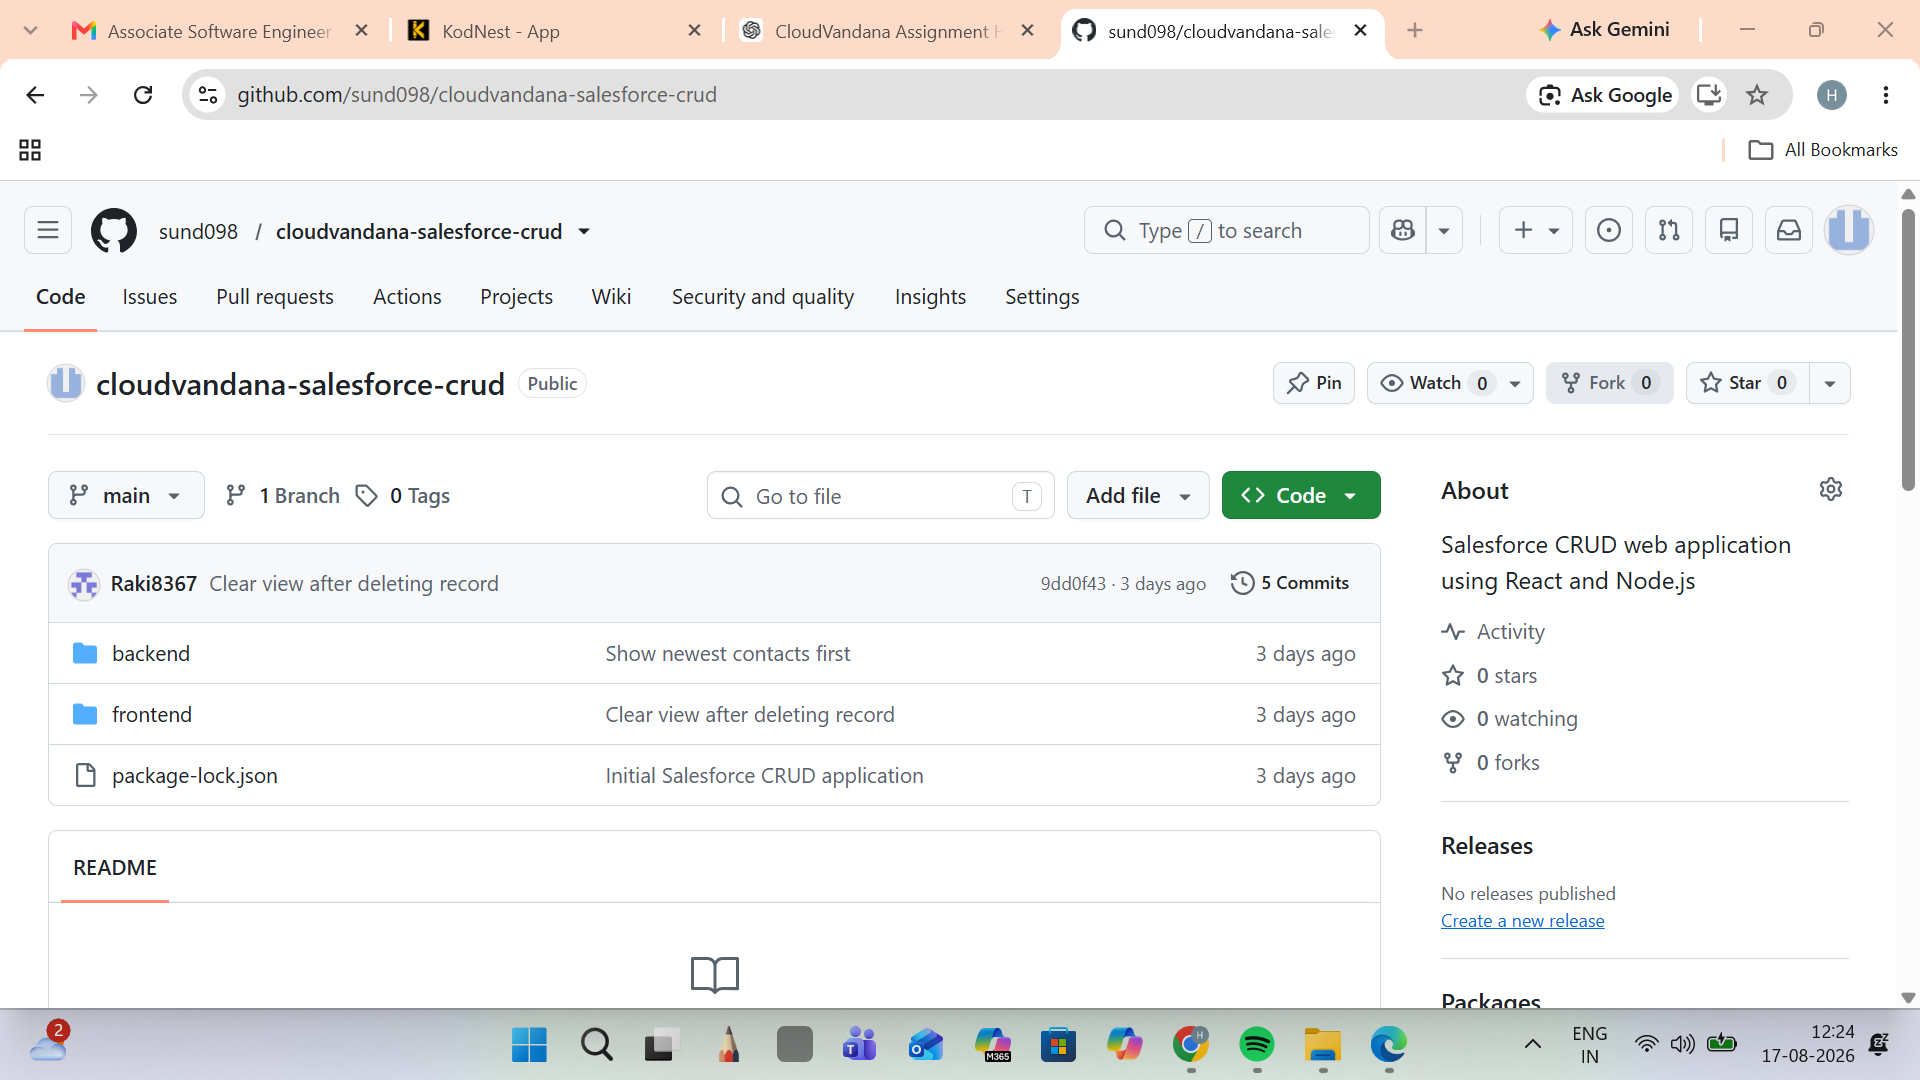 Associate Software Engineer
KodNest - App
CloudVandana Assignment H
sund098/cloudvandana-sales
Ask Gemini
github.com/sund098/cloudvandana-salesforce-crud
Ask Google
H
All Bookmarks
sund098 / cloudvandana-salesforce-crud
Type / to search
Code
Issues
Pull requests
Actions
Projects
Wiki
Security and quality
Insights
Settings
cloudvandana-salesforce-crud
Public
Pin
Watch 0
Fork 0
Star 0
main
1 Branch
0 Tags
Go to file
T
Add file
Code
About
Salesforce CRUD web application
using React and Node.js
Raki8367 Clear view after deleting record
9dd0f43 · 3 days ago
5 Commits
backend
Show newest contacts first
3 days ago
frontend
Clear view after deleting record
3 days ago
package-lock.json
Initial Salesforce CRUD application
3 days ago
Activity
0 stars
0 watching
0 forks
README
Releases
No releases published
Create a new release
Packages
2
T
O
M365
H
ENG
IN
12:24
17-08-2026